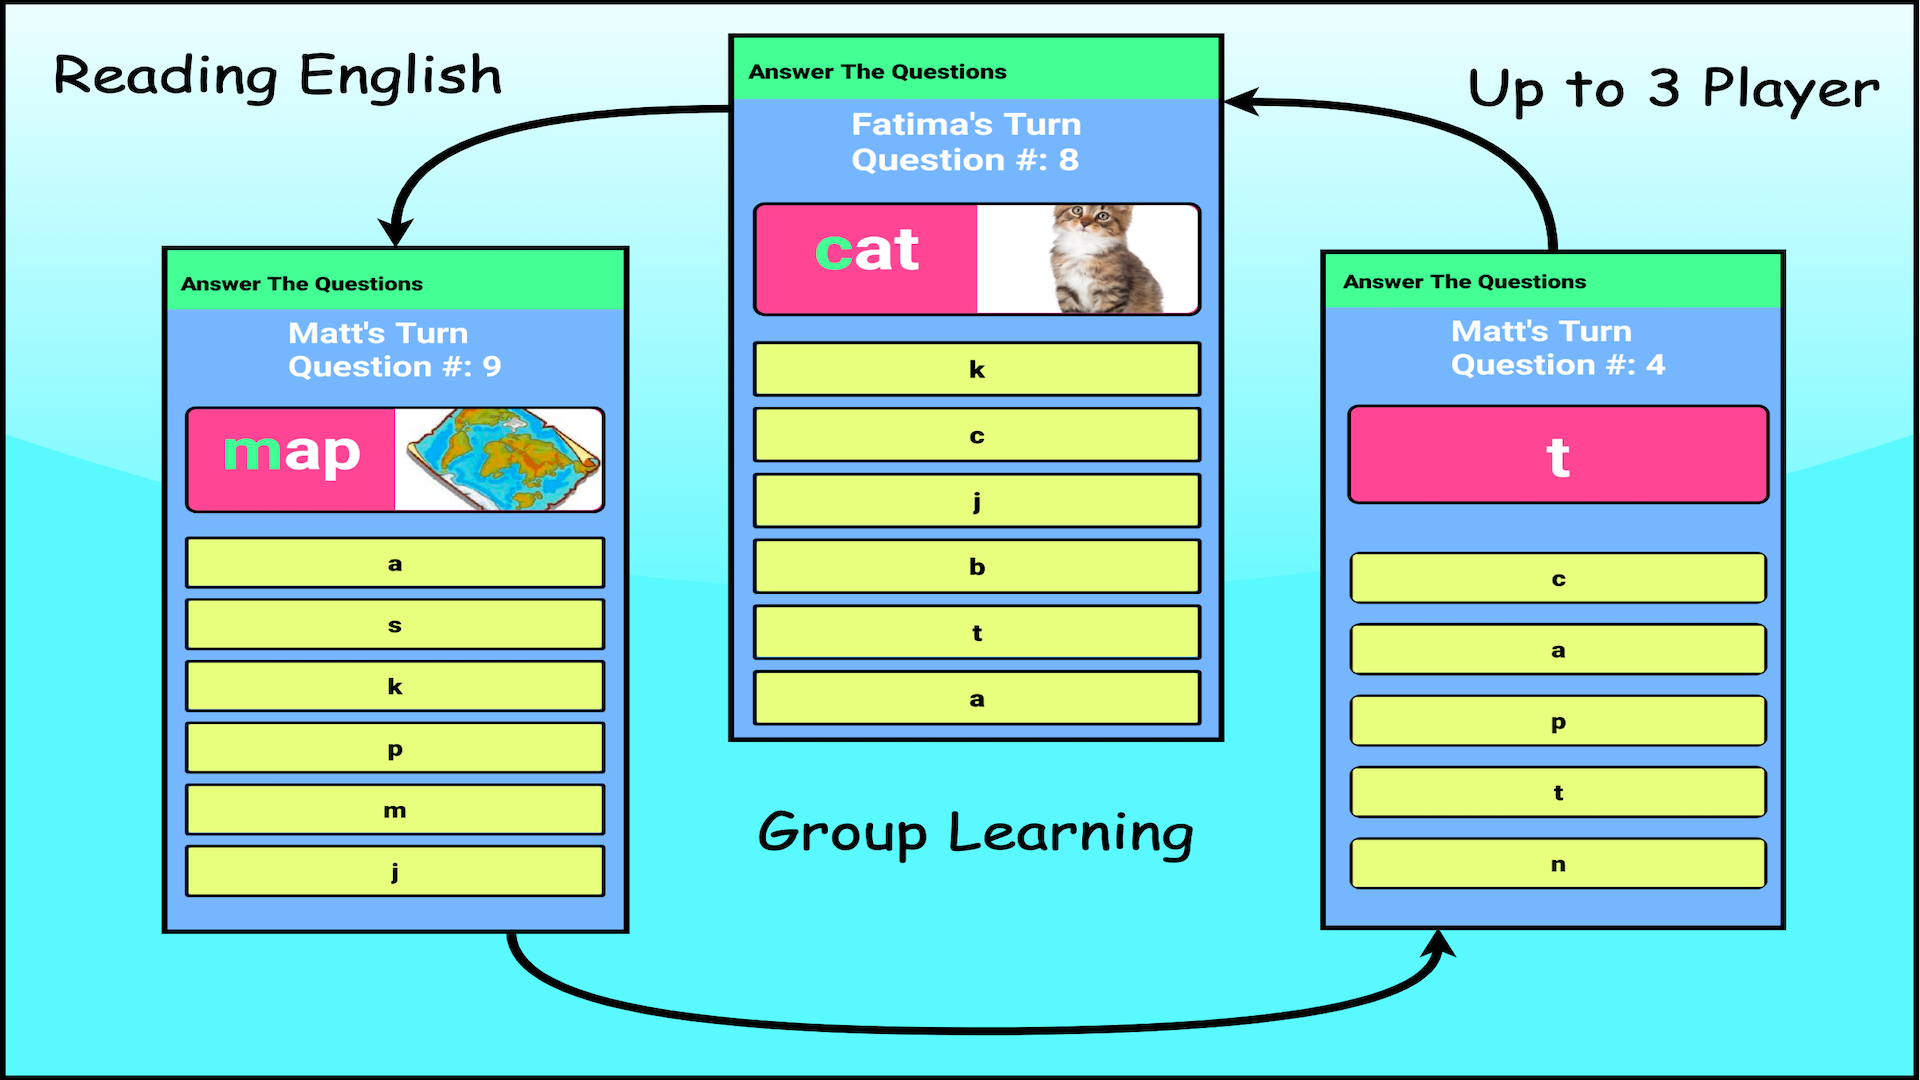 Reading English
Up to 3 Player
Answer The Questions
Matt's Turn
Question #: 9
map
a
s
k
p
m
j
Answer The Questions
Fatima's Turn
Question #: 8
cat
k
c
j
b
t
a
Group Learning
Answer The Questions
Matt's Turn
Question #: 4
t
c
a
p
t
n